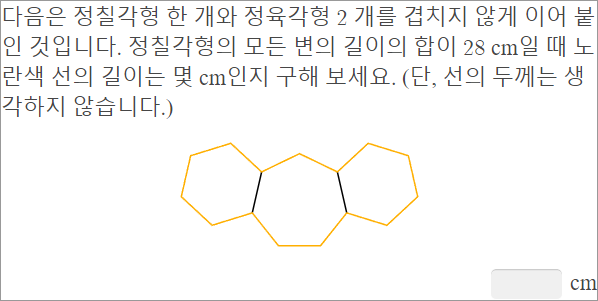 다음은 정칠각형 한 개와 정육각형 2 개를 겹치지 않게 이어 붙
인 것입니다. 정칠각형의 모든 변의 길이의 합이 28 cm일 때 노
란색 선의 길이는 몇 cm인지 구해 보세요. (단, 선의 두께는 생
각하지 않습니다.)
cm